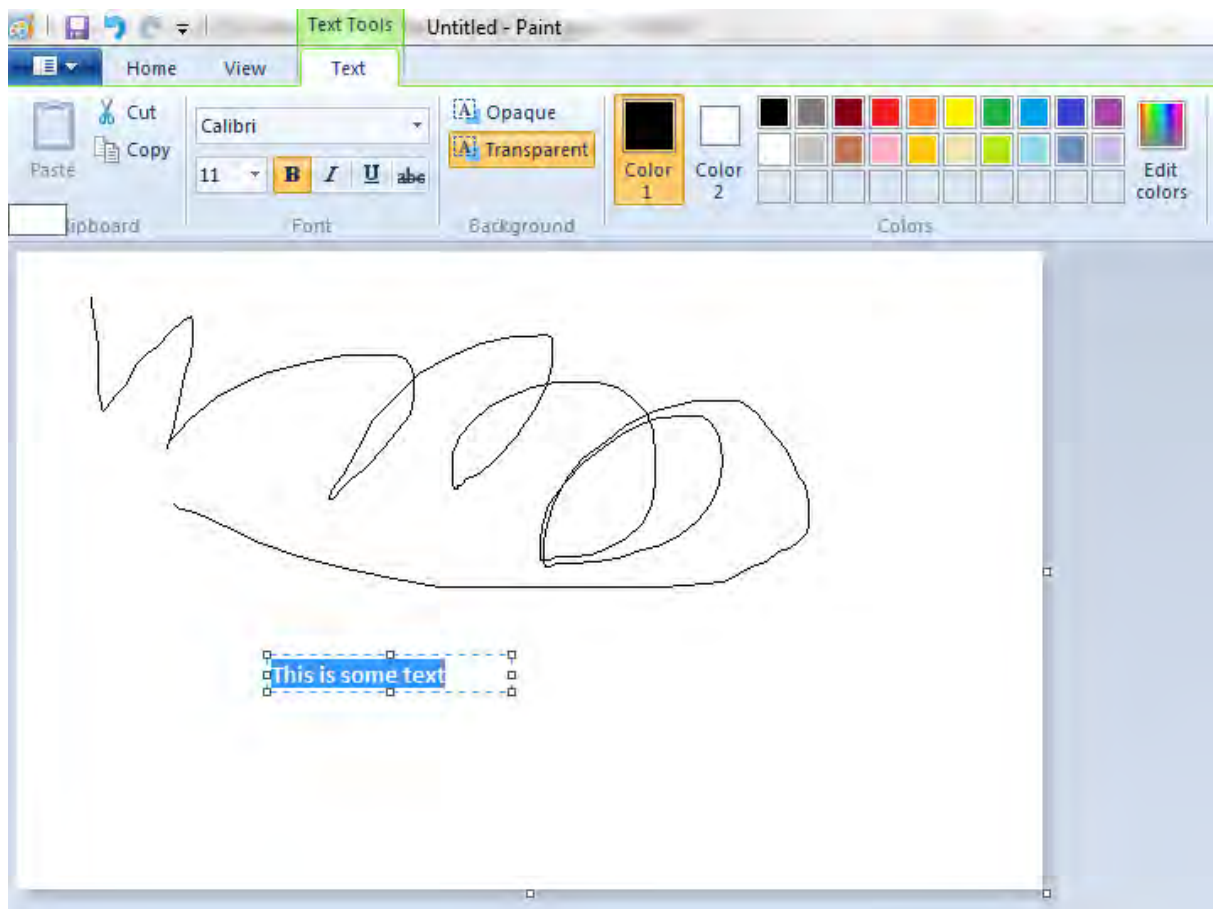 Text Tools Untitled - Paint
Home View Text
Cut
Copy
Paste
Calibri
11 B I U abc
Opaque
Transparent
Color 1
Color 2
Edit colors
Font Background Colors
This is some text